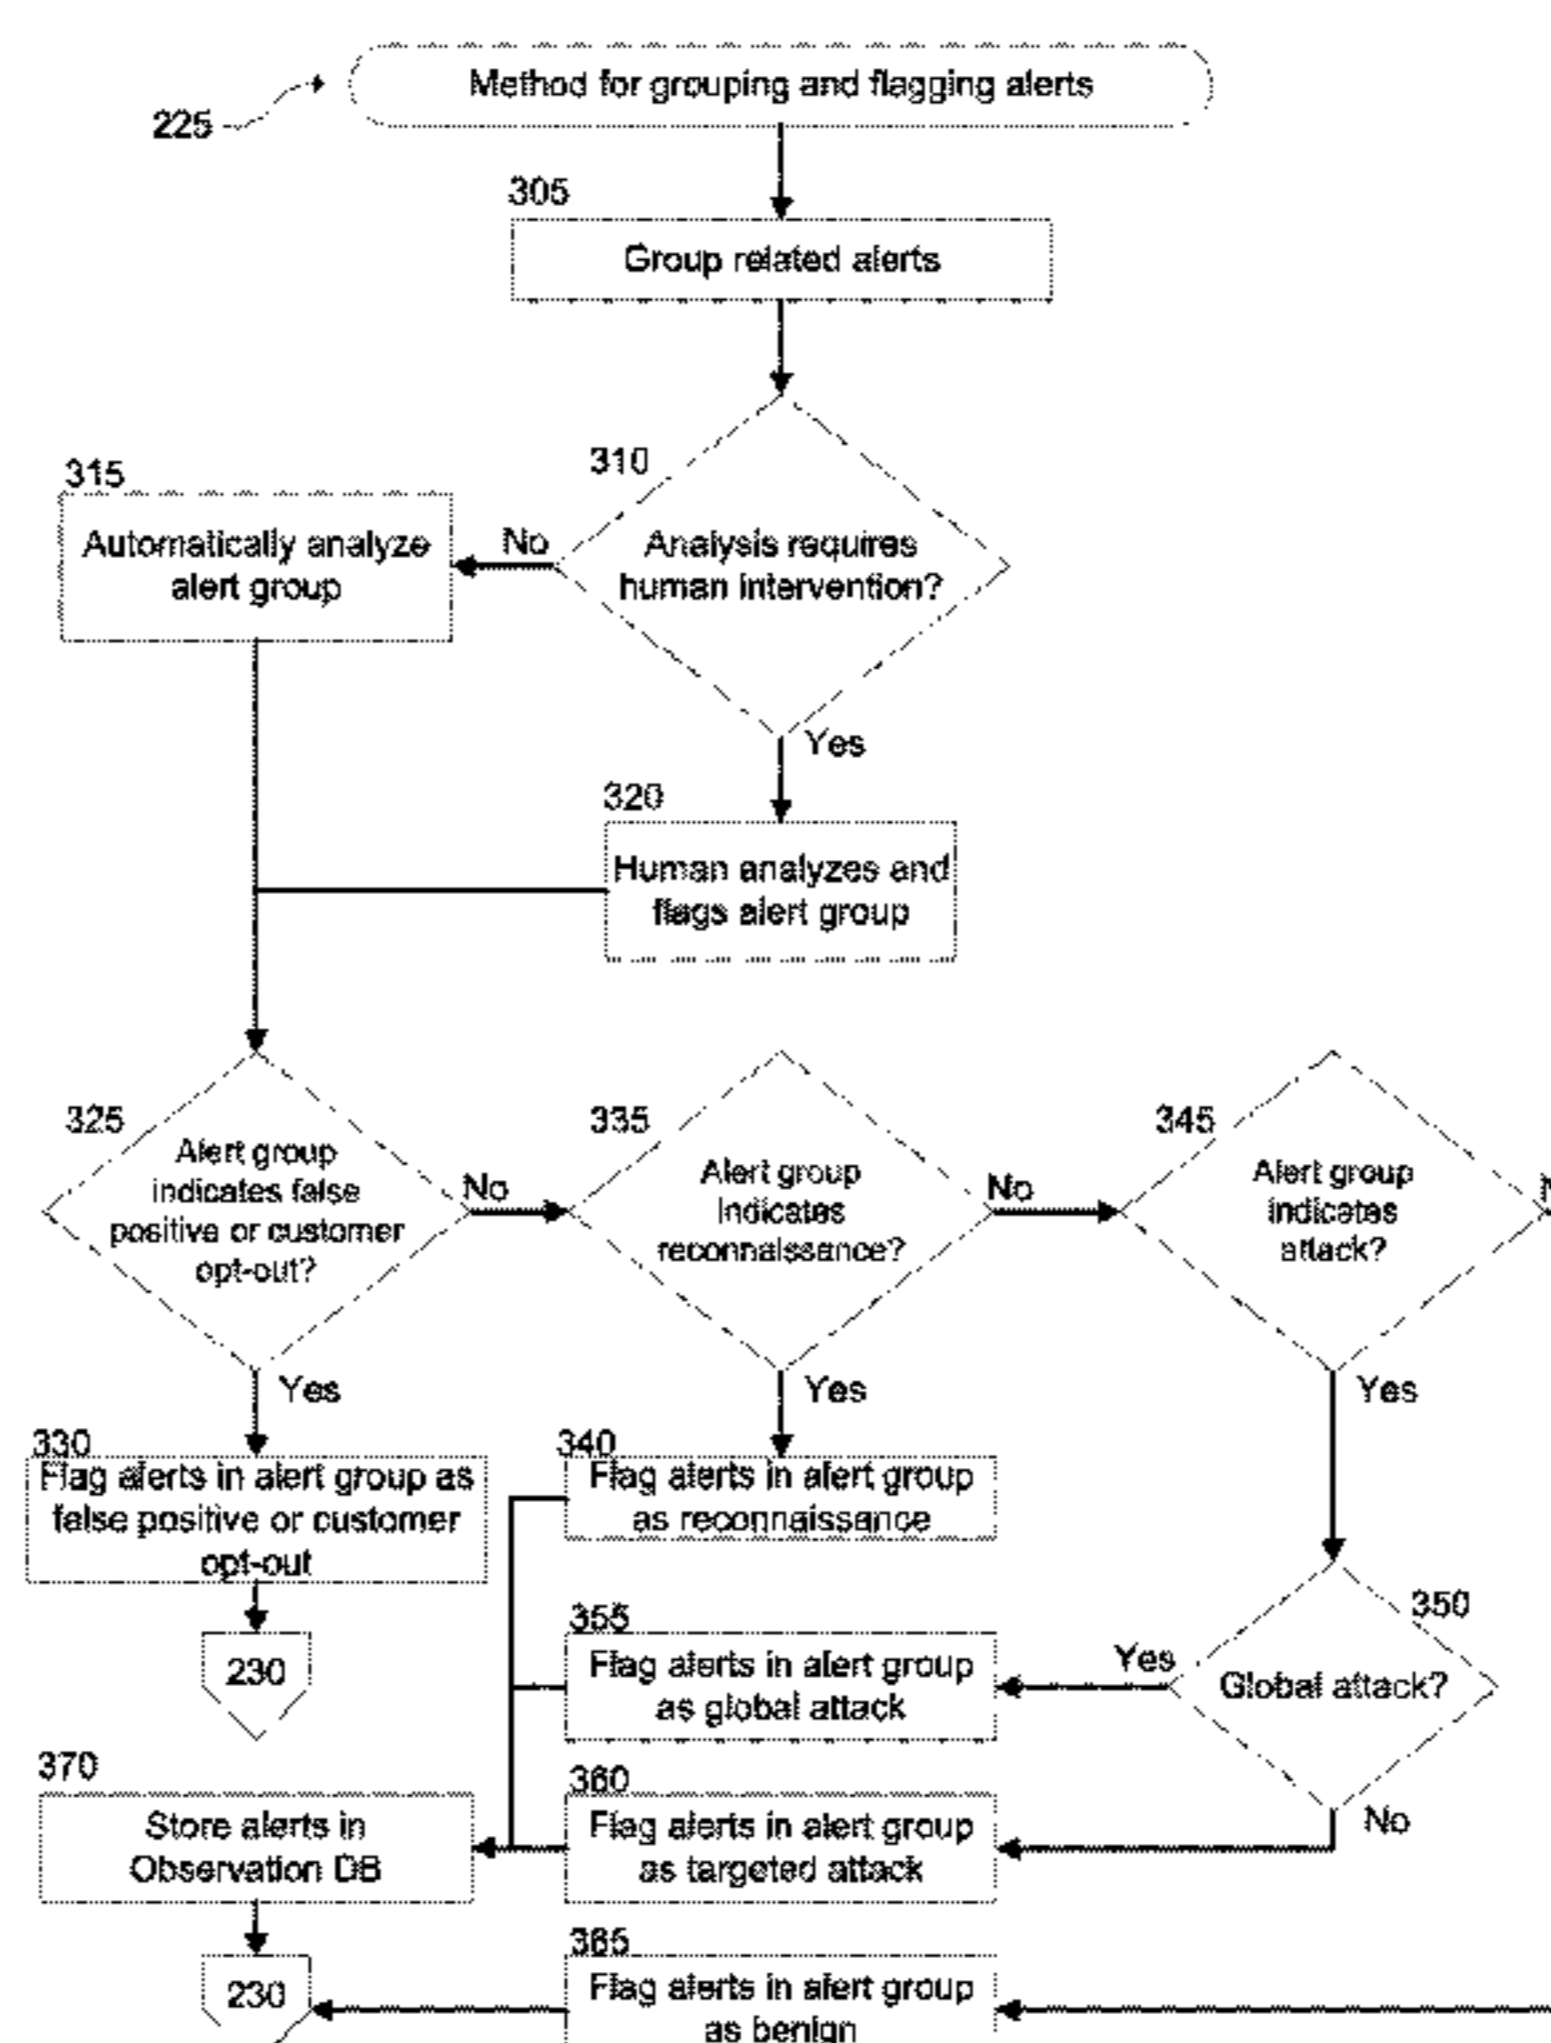 Method for grouping and flagging alerts
225
305
Group related alerts
310
315
Automatically analyze
alert group
No
Analysis requires
human intervention?
Yes
320
Human analyzes and
flags alert group
325
Alert group
indicates false
positive or customer
opt-out?
No
335
Alert group
indicates
reconnaissance?
No
345
Alert group
indicates
attack?
Yes
Yes
Yes
330
Flag alerts in alert group as
false positive or customer
opt-out
340
Flag alerts in alert group
as reconnaissance
350
Global attack?
Yes
355
Flag alerts in alert group
as global attack
230
No
360
Flag alerts in alert group
as targeted attack
370
Store alerts in
Observation DB
365
Flag alerts in alert group
as benign
230